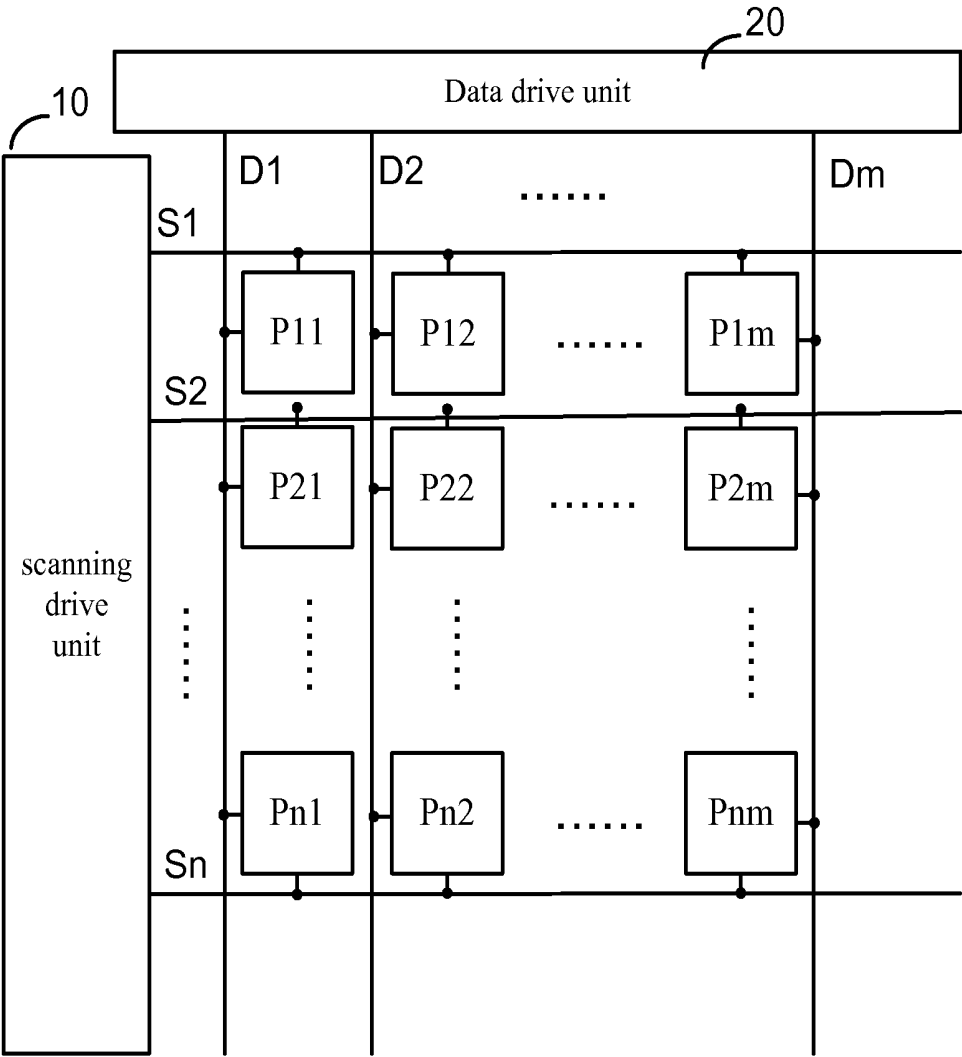 20
Data drive unit
10
D1
D2
Dm
......
S1
P11
P12
......
P1m
S2
P21
P22
......
P2m
scanning
drive
unit
Pn1
Pn2
......
Pnm
Sn